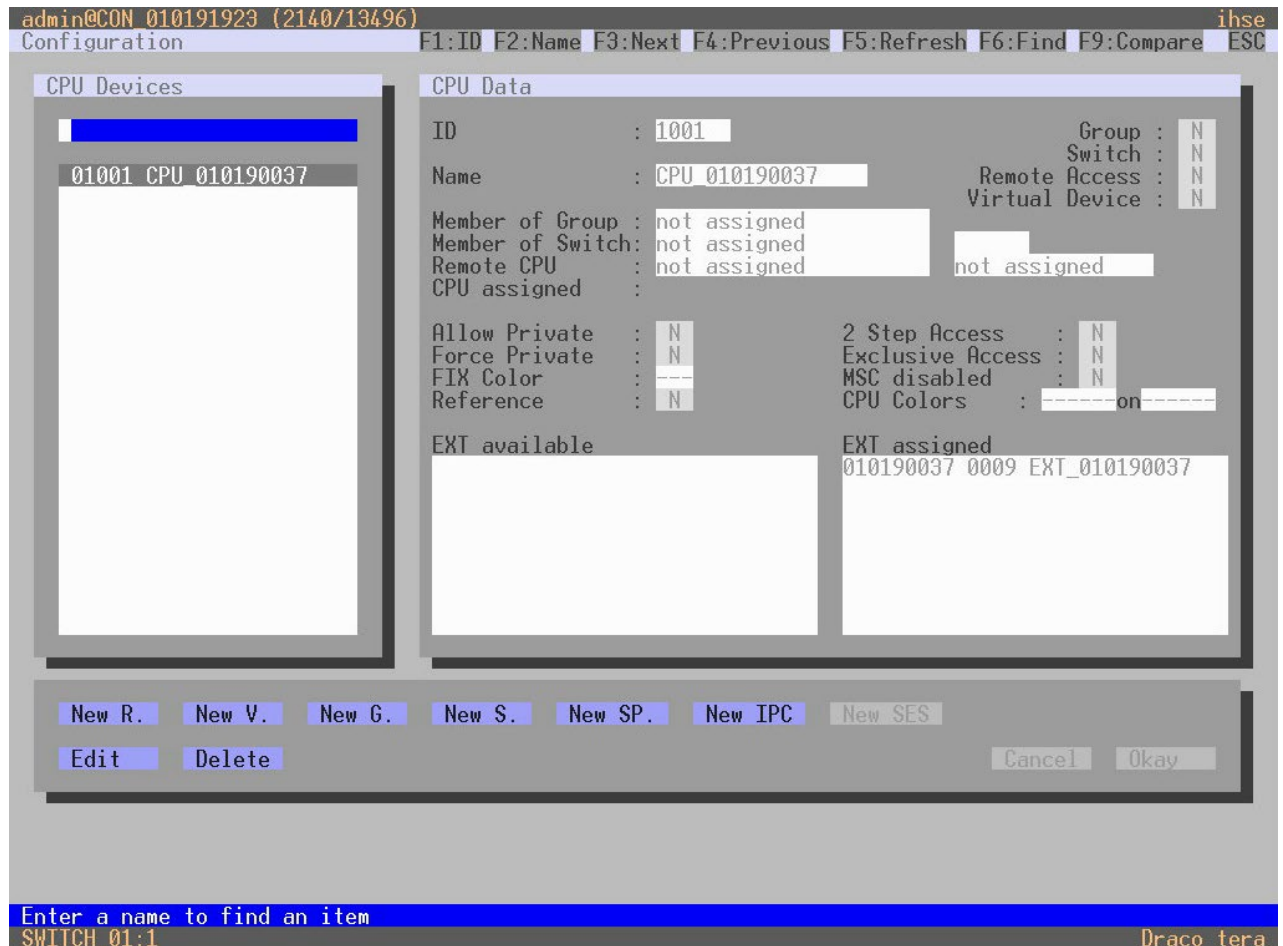 admin@CON_010191923 (2140/13496) ihse
Configuration F1:ID F2:Name F3:Next F4:Previous F5:Refresh F6:Find F9:Compare ESC
CPU Devices
01001 CPU_010190037
CPU Data
ID : 1001
Group : N
Switch : N
Name : CPU_010190037
Remote Access : N
Virtual Device : N
Member of Group : not assigned
Member of Switch: not assigned
Remote CPU : not assigned not assigned
CPU assigned :
Allow Private : N 2 Step Access : N
Force Private : N Exclusive Access : N
FIX Color : --- MSC disabled : N
Reference : N CPU Colors : ------on------
EXT available EXT assigned
010190037 0009 EXT_010190037
New R. New V. New G. New S. New SP. New IPC New SES
Edit Delete Cancel Okay
Enter a name to find an item
SWITCH 01:1 Draco tera